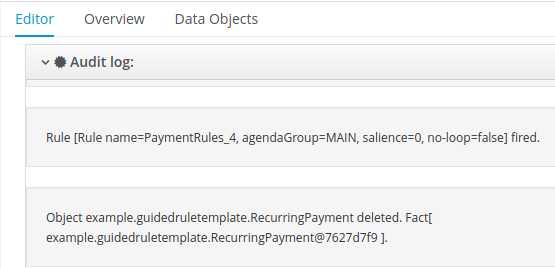 Editor Overview Data Objects
Audit log:
Rule [Rule name=PaymentRules_4, agendaGroup=MAIN, salience=0, no-loop=false] fired.
Object example.guidedruletemplate.RecurringPayment deleted. Fact[
example.guidedruletemplate.RecurringPayment@7627d7f9 ].